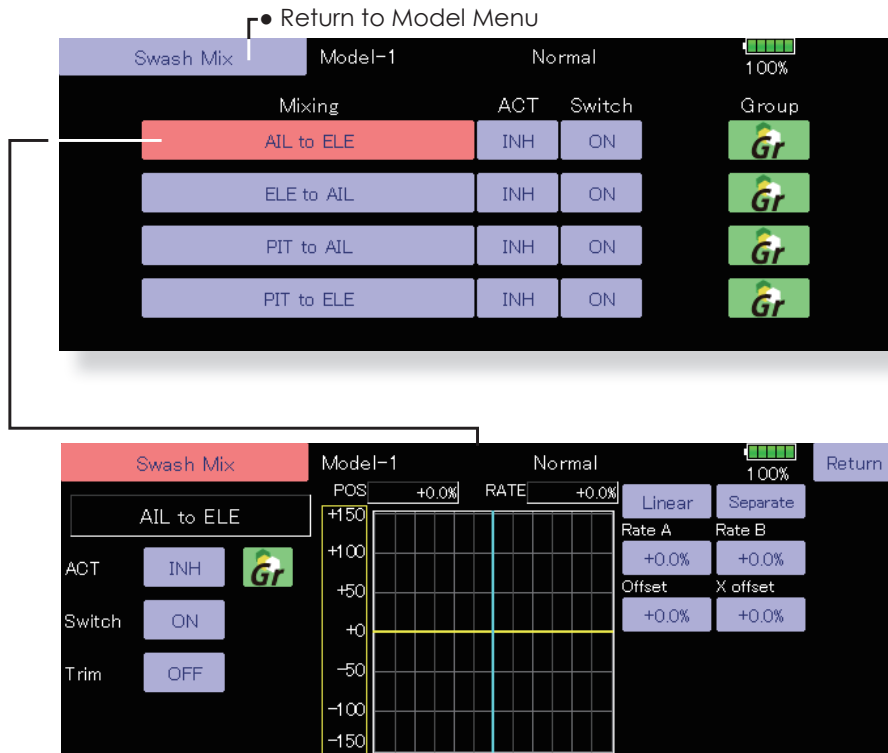 ● Return to Model Menu
Swash Mix Model-1 Normal 100%
Mixing ACT Switch Group
AIL to ELE INH ON Gr
ELE to AIL INH ON Gr
PIT to AIL INH ON Gr
PIT to ELE INH ON Gr
Swash Mix Model-1 Normal 100% Return
POS +0.0% RATE +0.0%
AIL to ELE
ACT INH Gr
Switch ON
Trim OFF
+150
+100
+50
+0
-50
-100
-150
Linear Separate
Rate A Rate B
+0.0% +0.0%
Offset X offset
+0.0% +0.0%